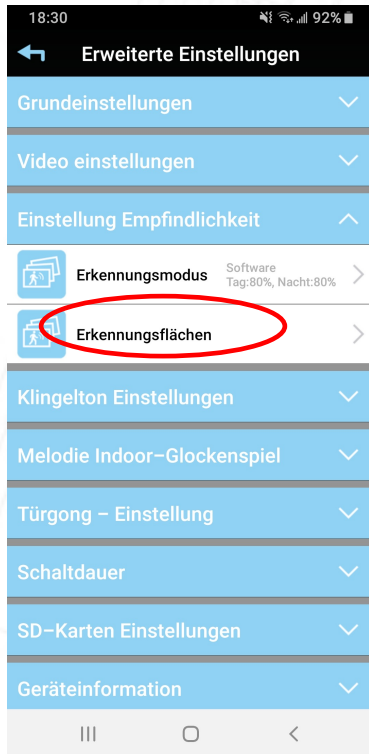 18:30 92%
Erweiterte Einstellungen
Grundeinstellungen
Video einstellungen
Einstellung Empfindlichkeit
Erkennungsmodus Software
Tag:80%, Nacht:80%
Erkennungsflächen
Klingelton Einstellungen
Melodie Indoor-Glockenspiel
Türgong - Einstellung
Schaltdauer
SD-Karten Einstellungen
Geräteinformation